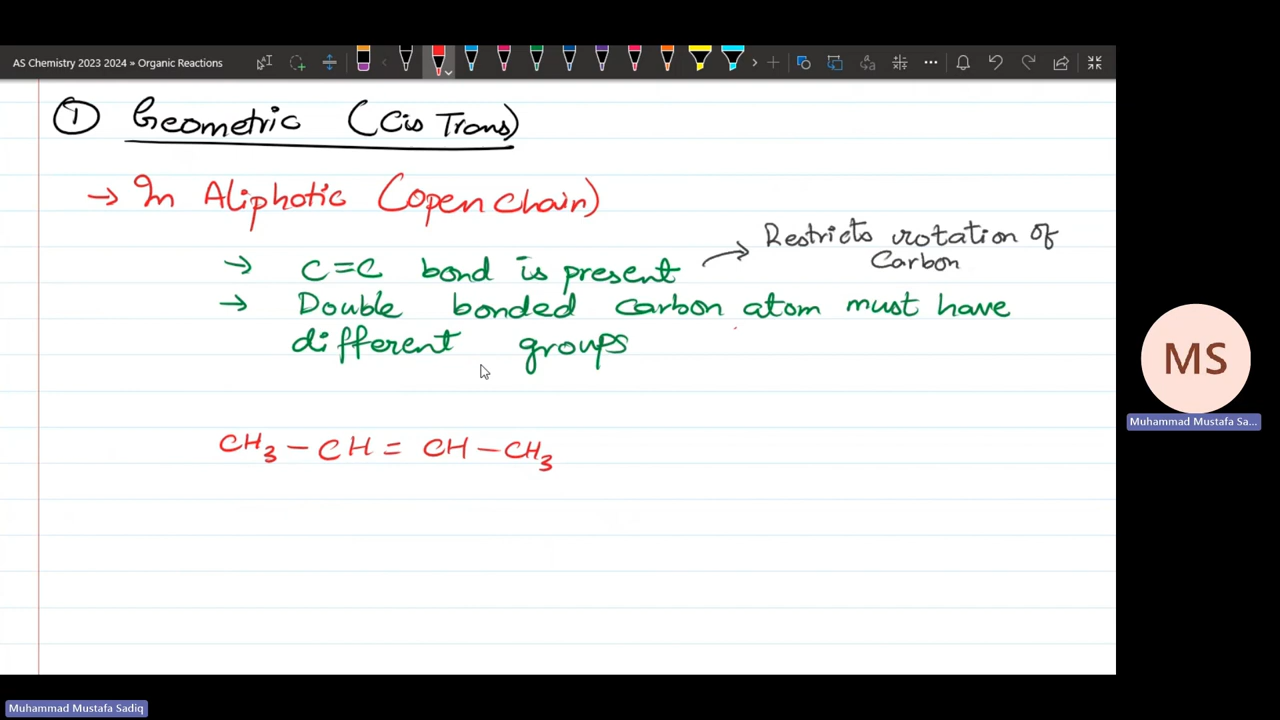 AS Chemistry 2023 2024 » Organic Reactions
① Geometric (Cis Trans)
→ In Aliphotic (Open chain)
→ C=C bond is present → Restricts rotation of
Carbon
→ Double bonded carbon atom must have
different groups
CH₃ – CH = CH – CH₃
MS
Muhammad Mustafa Sa...
Muhammad Mustafa Sadiq